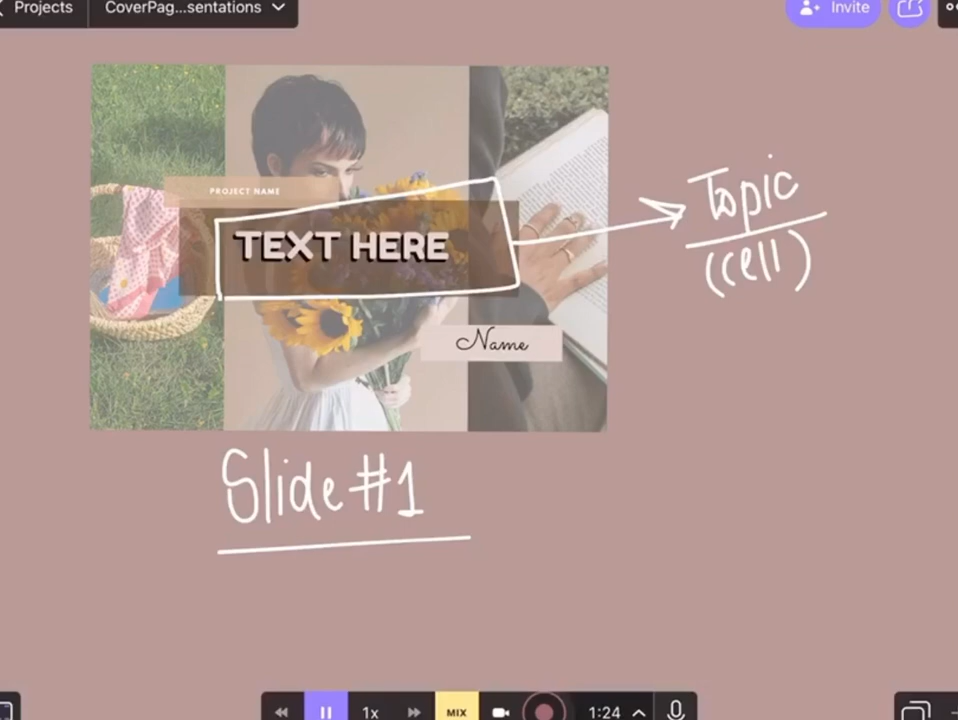 Projects
CoverPag...sentations
Invite
PROJECT NAME
TEXT HERE
Topic
(cell)
Name
Slide #1
1x
MIX
1:24